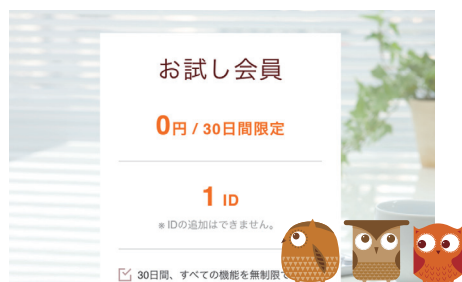 お試し会員
0円 / 30日間限定
1 ID
※ IDの追加はできません。
30日間、すべての機能を無制限